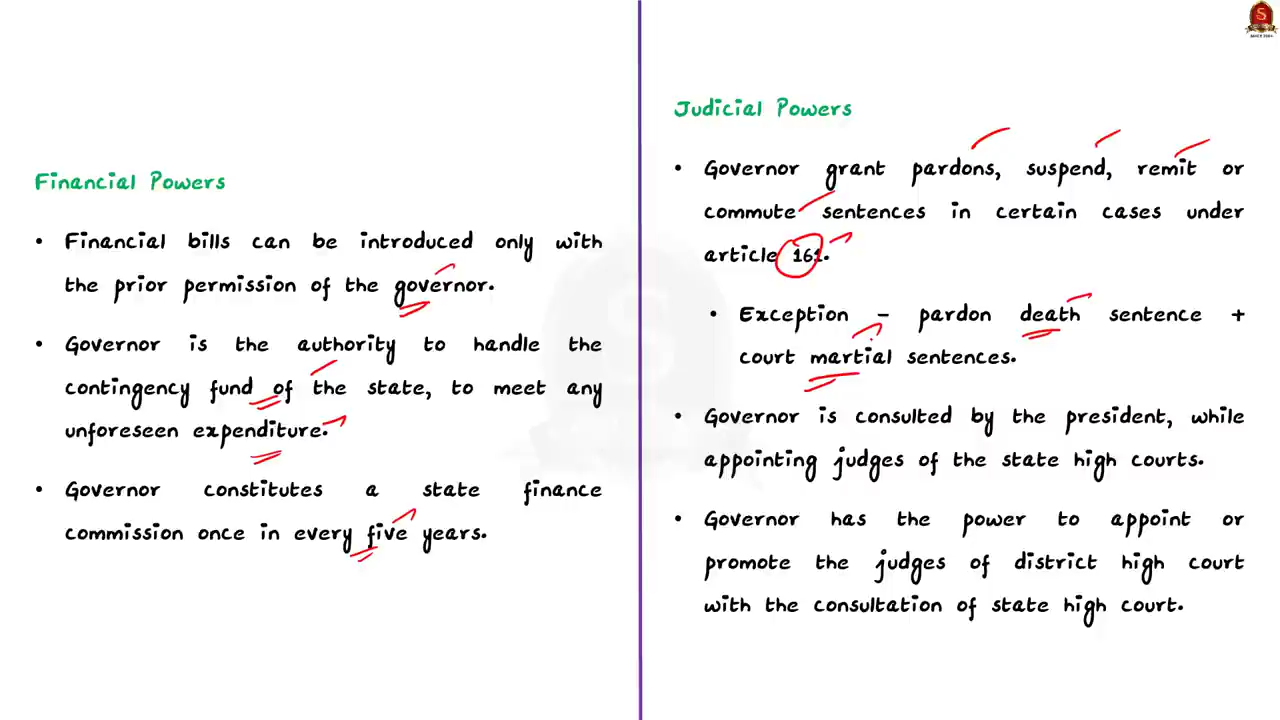 Financial Powers
• Financial bills can be introduced only with
the prior permission of the governor.
• Governor is the authority to handle the
contingency fund of the state, to meet any
unforeseen expenditure.
• Governor constitutes a state finance
commission once in every five years.
Judicial Powers
• Governor grant pardons, suspend, remit or
commute sentences in certain cases under
article 161.
• Exception - pardon death sentence +
court martial sentences.
• Governor is consulted by the president, while
appointing judges of the state high courts.
• Governor has the power to appoint or
promote the judges of district high court
with the consultation of state high court.